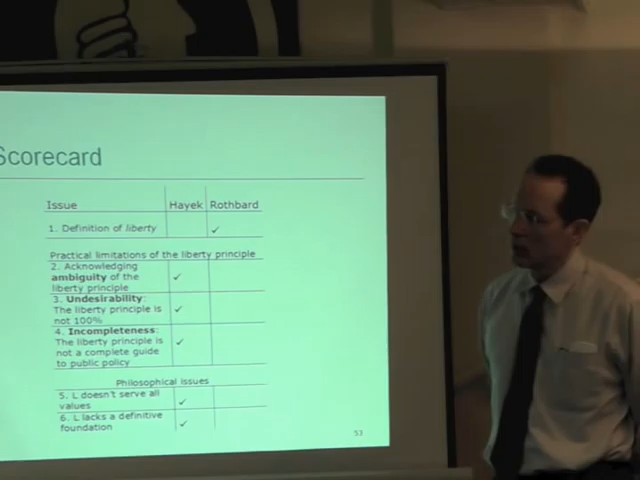 Scorecard
Issue Hayek Rothbard
1. Definition of liberty ✓
Practical limitations of the liberty principle
2. Acknowledging
ambiguity of the ✓
liberty principle
3. Undesirability:
The liberty principle is ✓
not 100%
4. Incompleteness:
The liberty principle is ✓
not a complete guide
to public policy
Philosophical issues
5. L doesn't serve all
values ✓
6. L lacks a definitive
foundation ✓
53